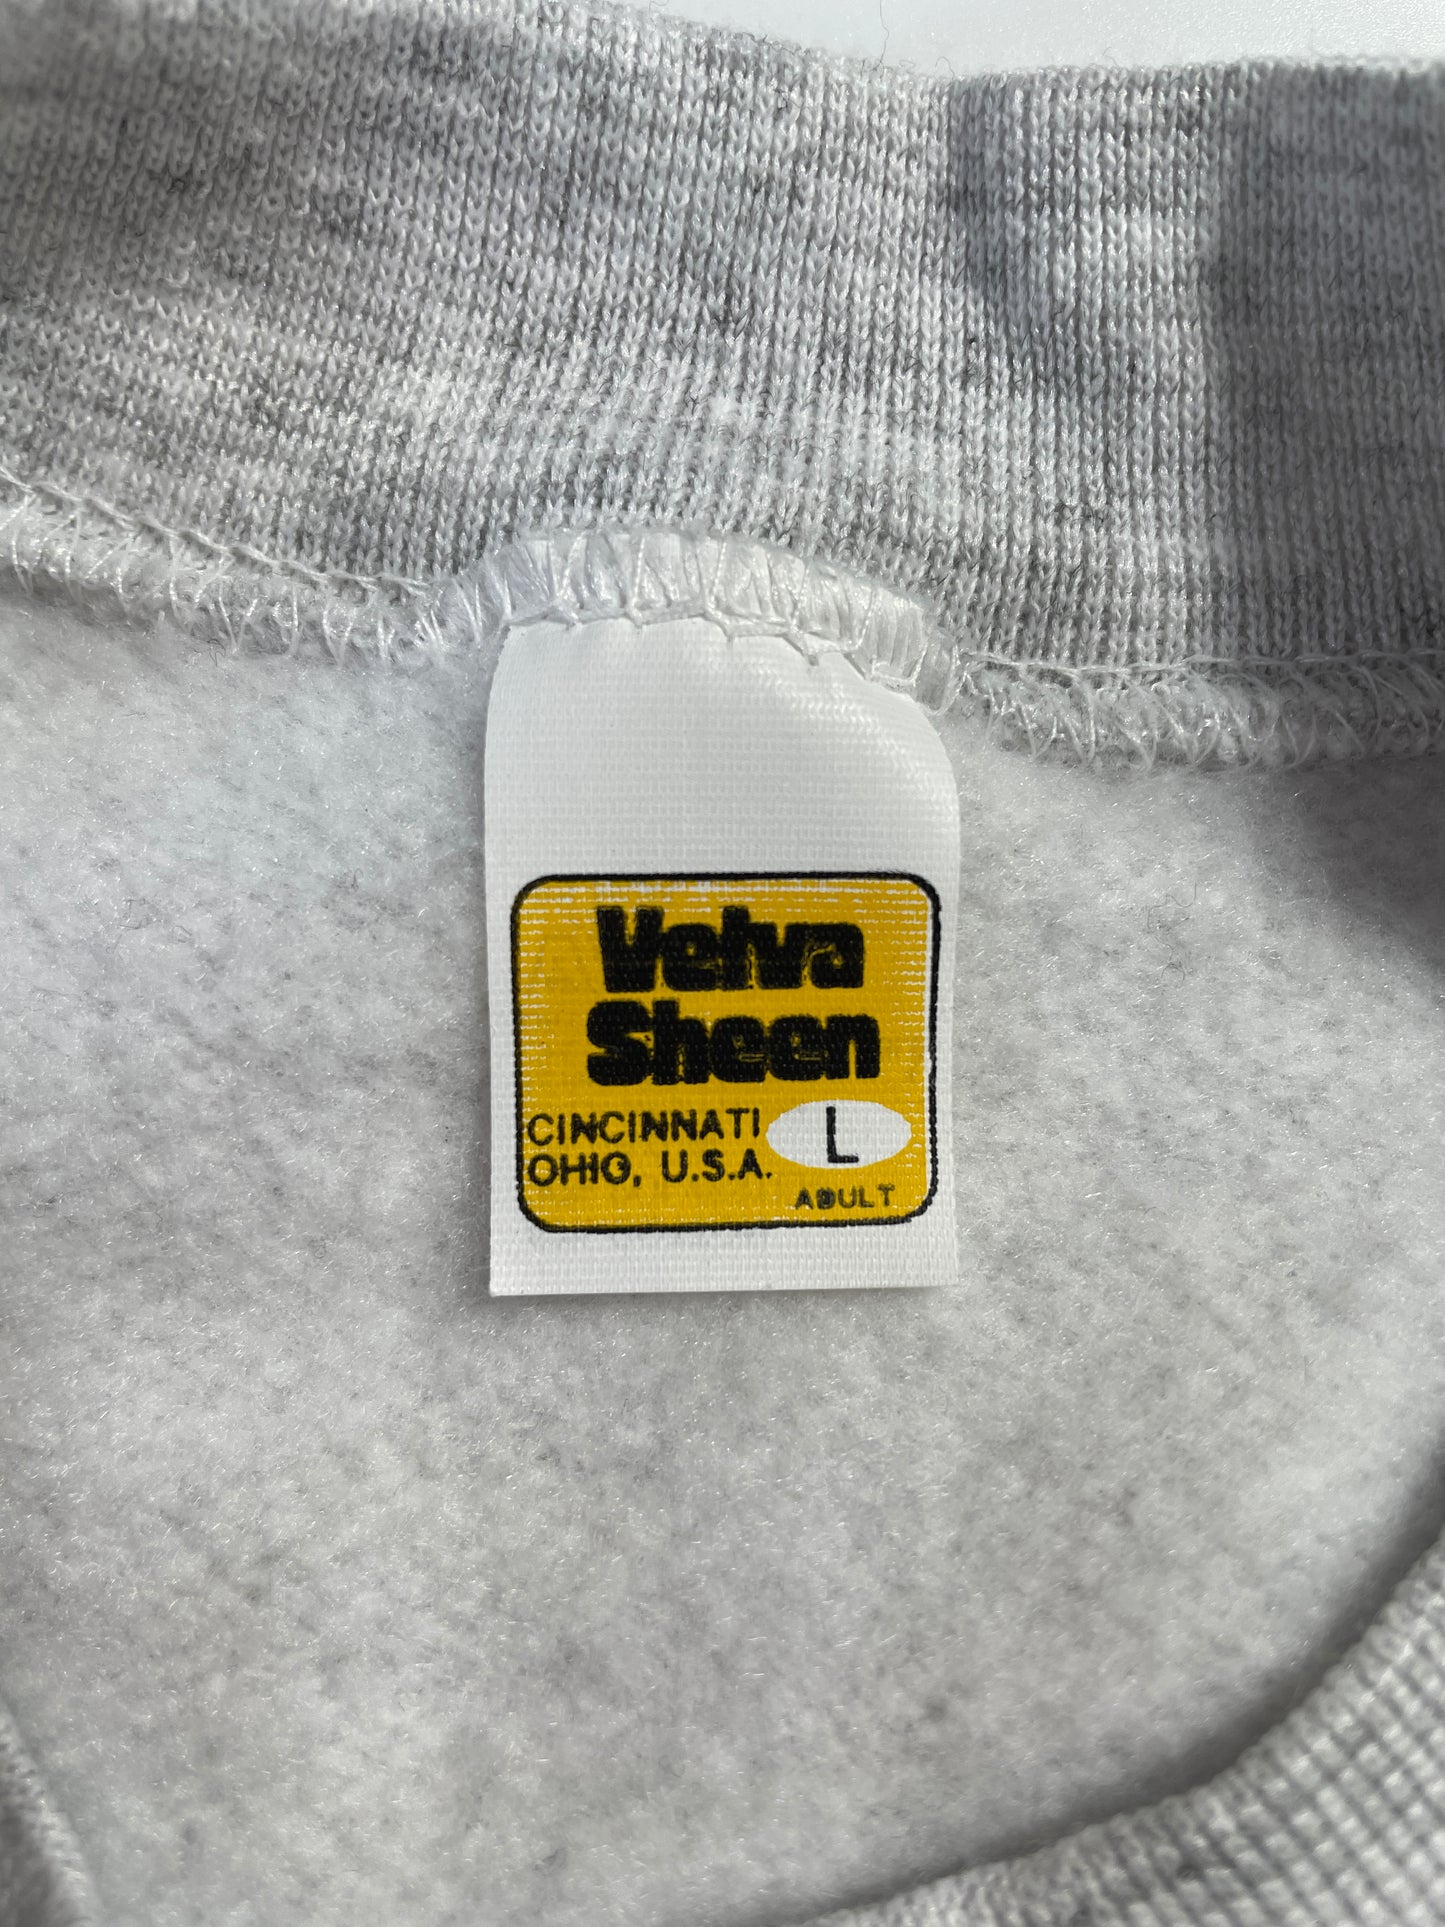 Velva
Sheen
CINCINNATI
OHIO, U.S.A.
L
ADULT